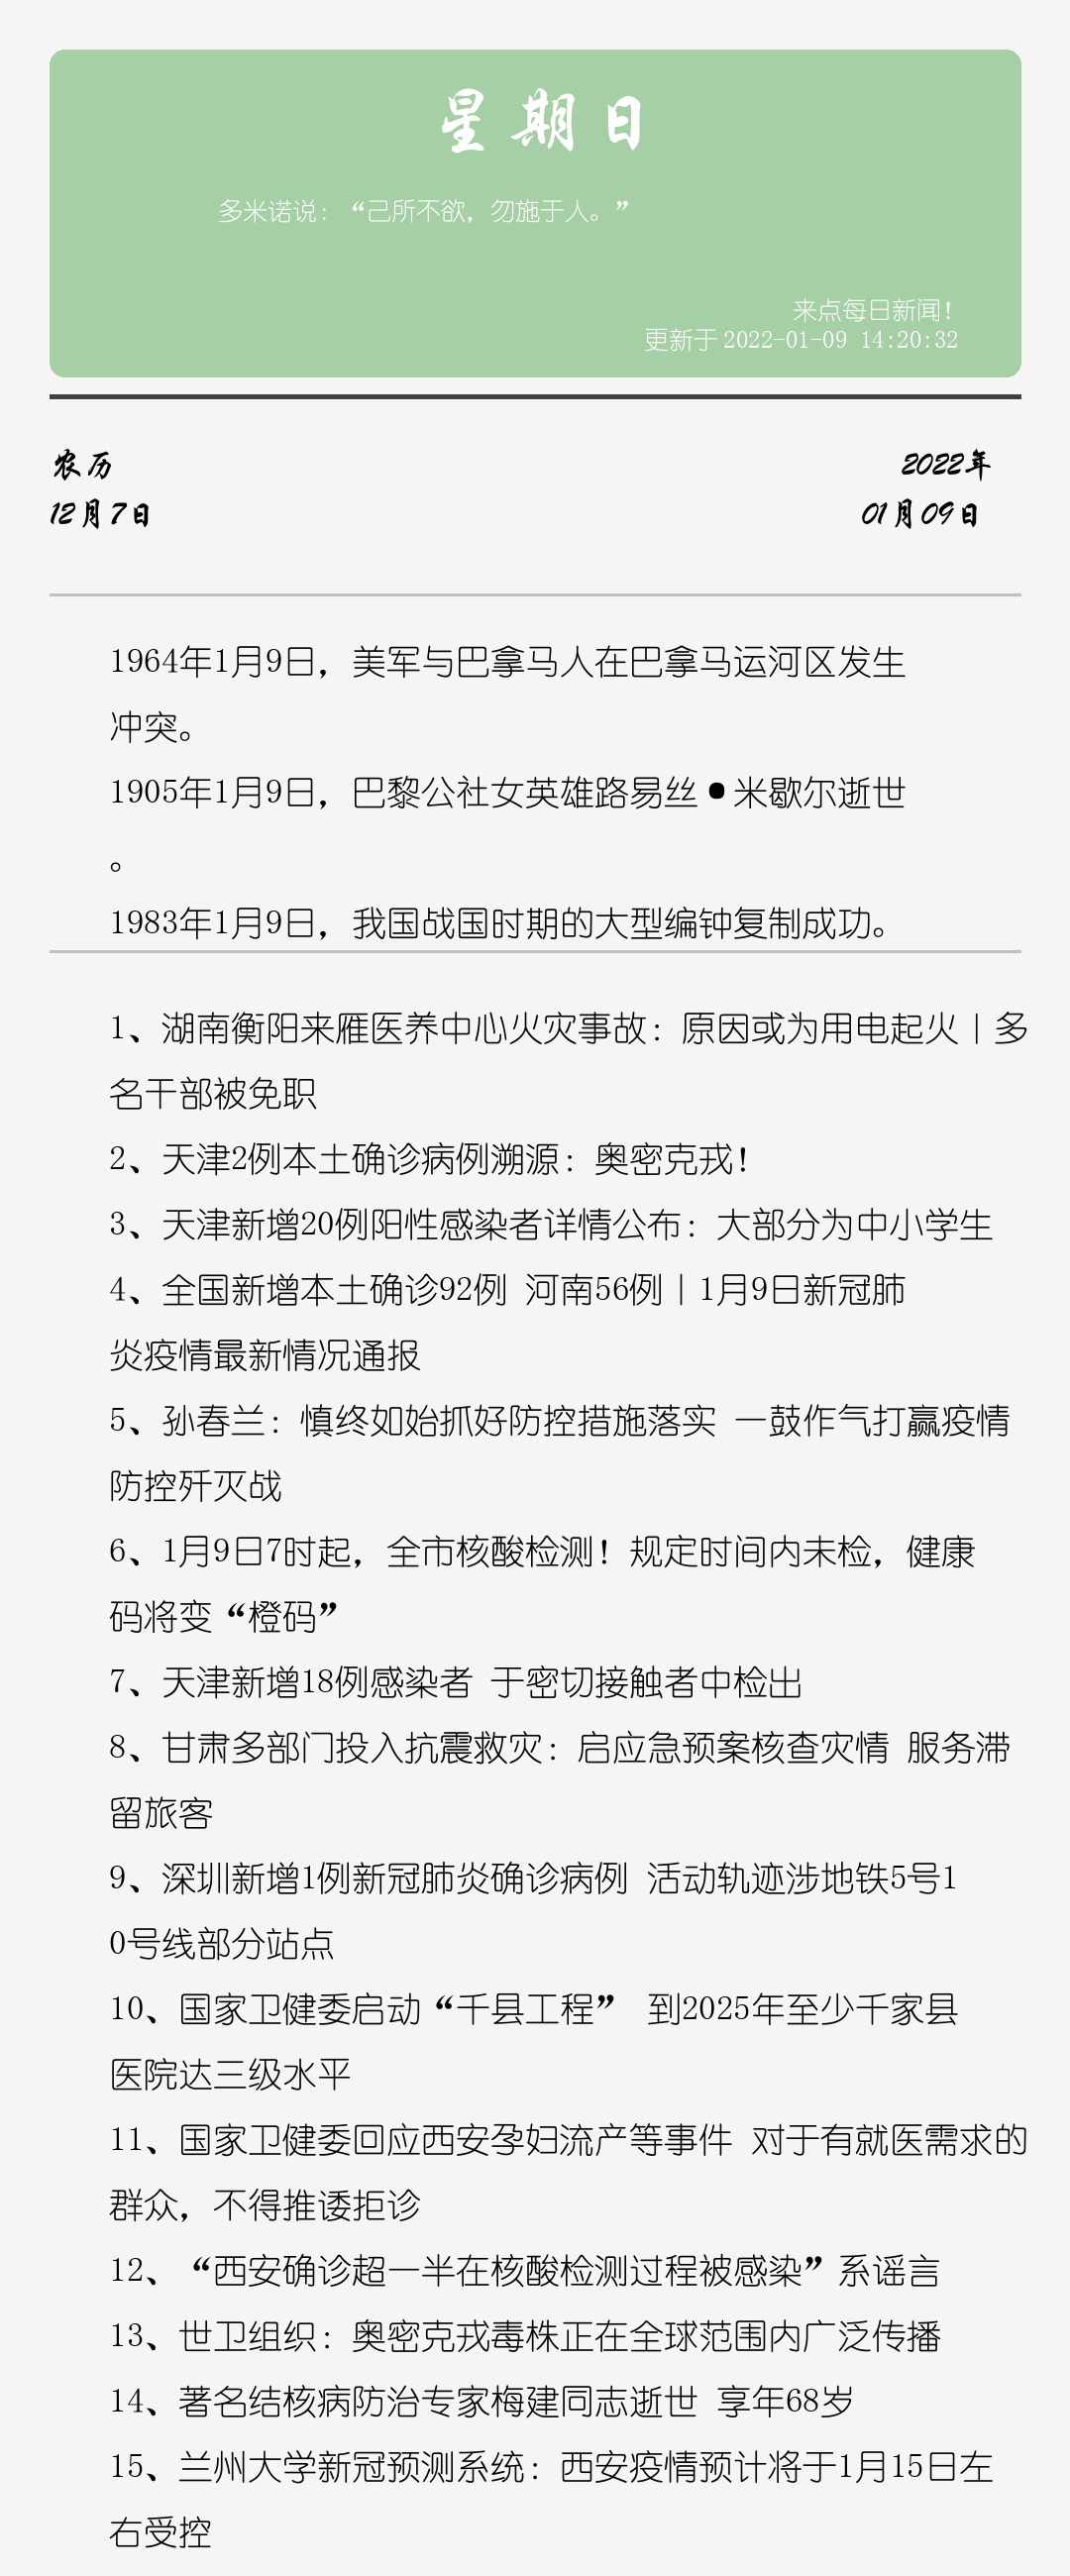 星期日
多米诺说：“己所不欲，勿施于人。”
来点每日新闻！
更新于 2022-01-09 14:20:32
农历
12月7日
2022年
01月09日
1964年1月9日，美军与巴拿马人在巴拿马运河区发生
冲突。
1905年1月9日，巴黎公社女英雄路易丝•米歇尔逝世
。
1983年1月9日，我国战国时期的大型编钟复制成功。
1、湖南衡阳来雁医养中心火灾事故：原因或为用电起火丨多
名干部被免职
2、天津2例本土确诊病例溯源：奥密克戎！
3、天津新增20例阳性感染者详情公布：大部分为中小学生
4、全国新增本土确诊92例 河南56例丨1月9日新冠肺
炎疫情最新情况通报
5、孙春兰：慎终如始抓好防控措施落实 一鼓作气打赢疫情
防控歼灭战
6、1月9日7时起，全市核酸检测！规定时间内未检，健康
码将变“橙码”
7、天津新增18例感染者 于密切接触者中检出
8、甘肃多部门投入抗震救灾：启应急预案核查灾情 服务滞
留旅客
9、深圳新增1例新冠肺炎确诊病例 活动轨迹涉地铁5号1
0号线部分站点
10、国家卫健委启动“千县工程” 到2025年至少千家县
医院达三级水平
11、国家卫健委回应西安孕妇流产等事件 对于有就医需求的
群众，不得推诿拒诊
12、“西安确诊超一半在核酸检测过程被感染”系谣言
13、世卫组织：奥密克戎毒株正在全球范围内广泛传播
14、著名结核病防治专家梅建同志逝世 享年68岁
15、兰州大学新冠预测系统：西安疫情预计将于1月15日左
右受控